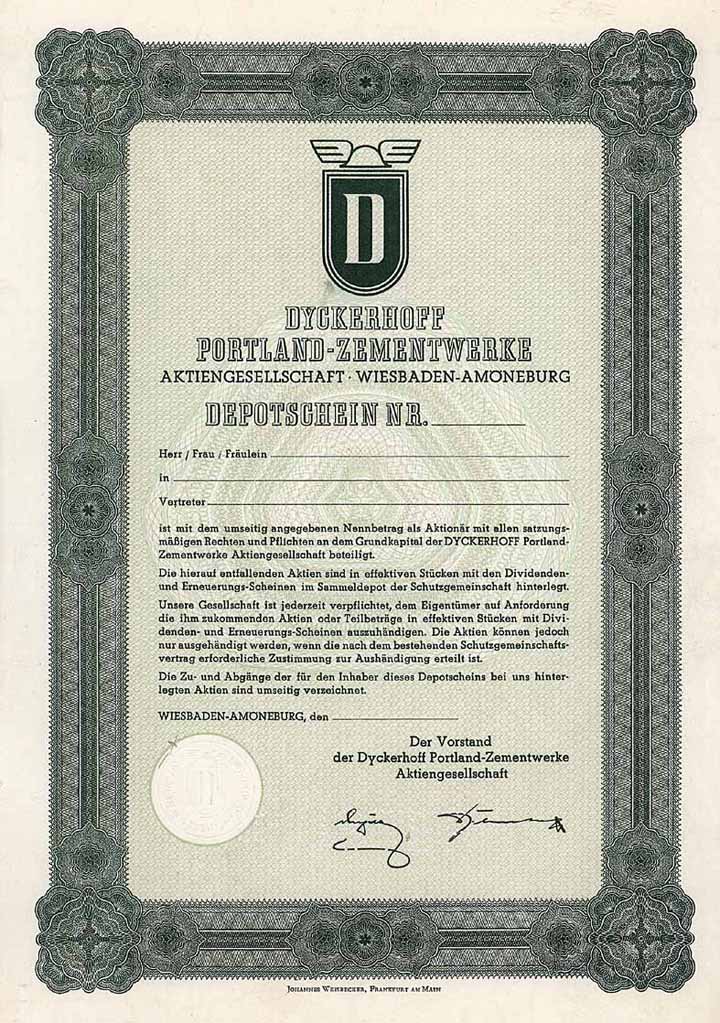 D
DYCKERHOFF
PORTLAND-ZEMENTWERKE
AKTIENGESELLSCHAFT · WIESBADEN-AMÖNEBURG
DEPOTSCHEIN NR.
Herr / Frau / Fräulein
in
Vertreter
ist mit dem umseitig angegebenen Nennbetrag als Aktionär mit allen satzungs-
mäßigen Rechten und Pflichten an dem Grundkapital der DYCKERHOFF Portland-
Zementwerke Aktiengesellschaft beteiligt.
Die hierauf entfallenden Aktien sind in effektiven Stücken mit den Dividenden-
und Erneuerungs-Scheinen im Sammeldepot der Schutzgemeinschaft hinterlegt.
Unsere Gesellschaft ist jederzeit verpflichtet, dem Eigentümer auf Anforderung
die ihm zukommenden Aktien oder Teilbeträge in effektiven Stücken mit Divi-
denden- und Erneuerungs-Scheinen auszuhändigen. Die Aktien können jedoch
nur ausgehändigt werden, wenn die nach dem bestehenden Schutzgemeinschafts-
vertrag erforderliche Zustimmung zur Aushändigung erteilt ist.
Die Zu- und Abgänge der für den Inhaber dieses Depotscheins bei uns hinter-
legten Aktien sind umseitig verzeichnet.
WIESBADEN-AMÖNEBURG, den
Der Vorstand
der Dyckerhoff Portland-Zementwerke
Aktiengesellschaft
D
JOHANNES WEISBECKER, FRANKFURT AM MAIN